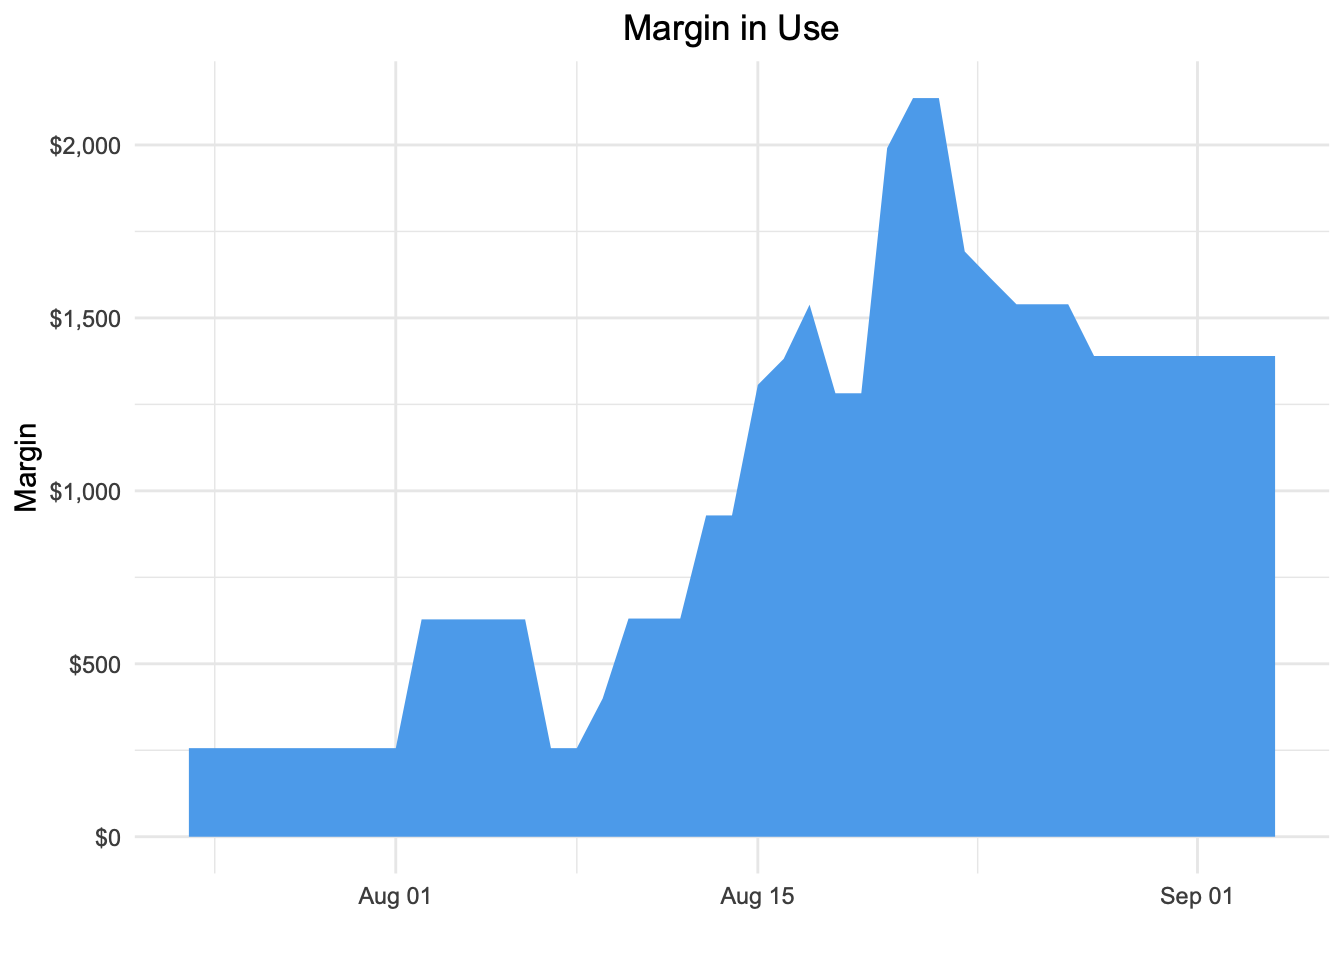 Margin in Use
Margin
$2,000
$1,500
$1,000
$500
$0
Aug 01
Aug 15
Sep 01